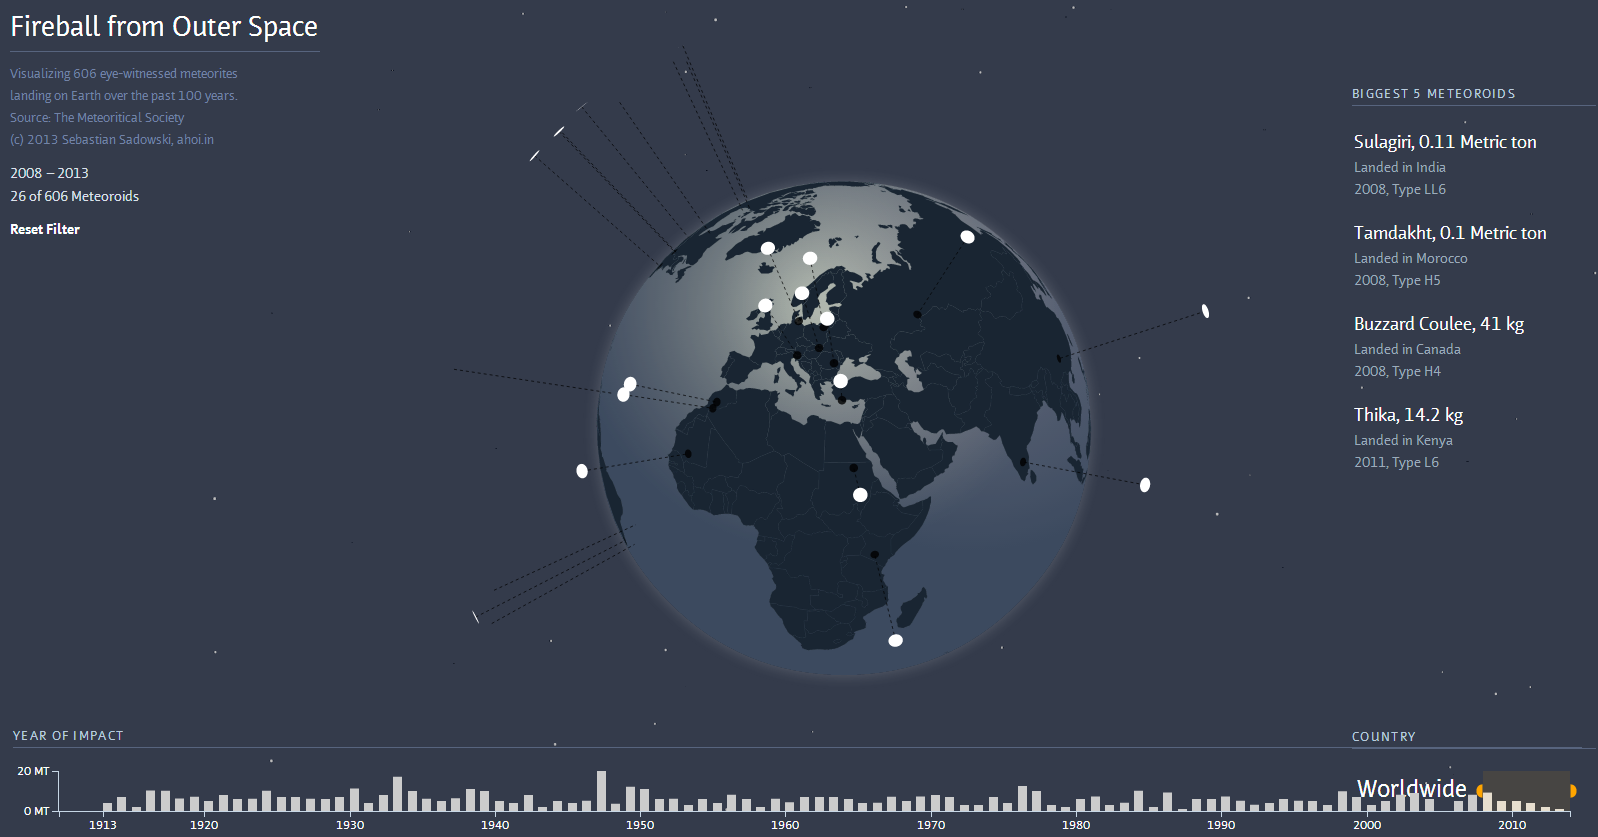 Fireball from Outer Space
Visualizing 606 eye-witnessed meteorites
landing on Earth over the past 100 years.
Source: The Meteoritical Society
(c) 2013 Sebastian Sadowski, ahoi.in
2008 – 2013
26 of 606 Meteoroids
Reset Filter
BIGGEST 5 METEOROIDS
Sulagiri, 0.11 Metric ton
Landed in India
2008, Type LL6
Tamdakht, 0.1 Metric ton
Landed in Morocco
2008, Type H5
Buzzard Coulee, 41 kg
Landed in Canada
2008, Type H4
Thika, 14.2 kg
Landed in Kenya
2011, Type L6
YEAR OF IMPACT
COUNTRY
20 MT
Worldwide
0 MT
1913 1920 1930 1940 1950 1960 1970 1980 1990 2000 2010